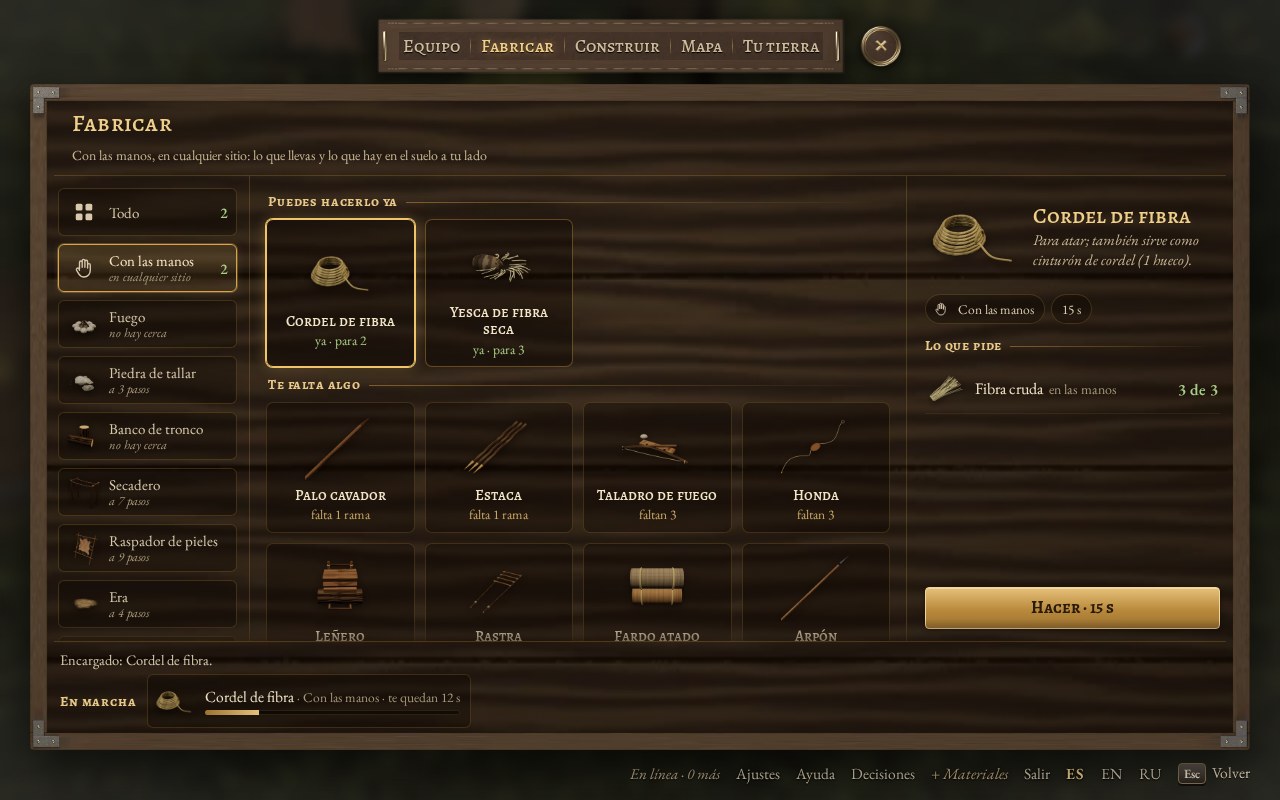 Equipo Fabricar Construir Mapa Tu tierra
Fabricar
Con las manos, en cualquier sitio: lo que llevas y lo que hay en el suelo a tu lado
Todo 2
Con las manos 2
en cualquier sitio
Fuego
no hay cerca
Piedra de tallar
a 3 pasos
Banco de tronco
no hay cerca
Secadero
a 7 pasos
Raspador de pieles
a 9 pasos
Era
a 4 pasos
Puedes hacerlo ya
Cordel de fibra
ya · para 2
Yesca de fibra
seca
ya · para 3
Te falta algo
Palo cavador
falta 1 rama
Estaca
falta 1 rama
Taladro de fuego
faltan 3
Honda
faltan 3
Leñero
Rastra
Fardo atado
Arpón
Cordel de fibra
Para atar; también sirve como
cinturón de cordel (1 hueco).
Con las manos 15 s
Lo que pide
Fibra cruda en las manos 3 de 3
Hacer · 15 s
Encargado: Cordel de fibra.
En marcha Cordel de fibra · Con las manos · te quedan 12 s
En línea · 0 más Ajustes Ayuda Decisiones + Materiales Salir ES EN RU Esc Volver